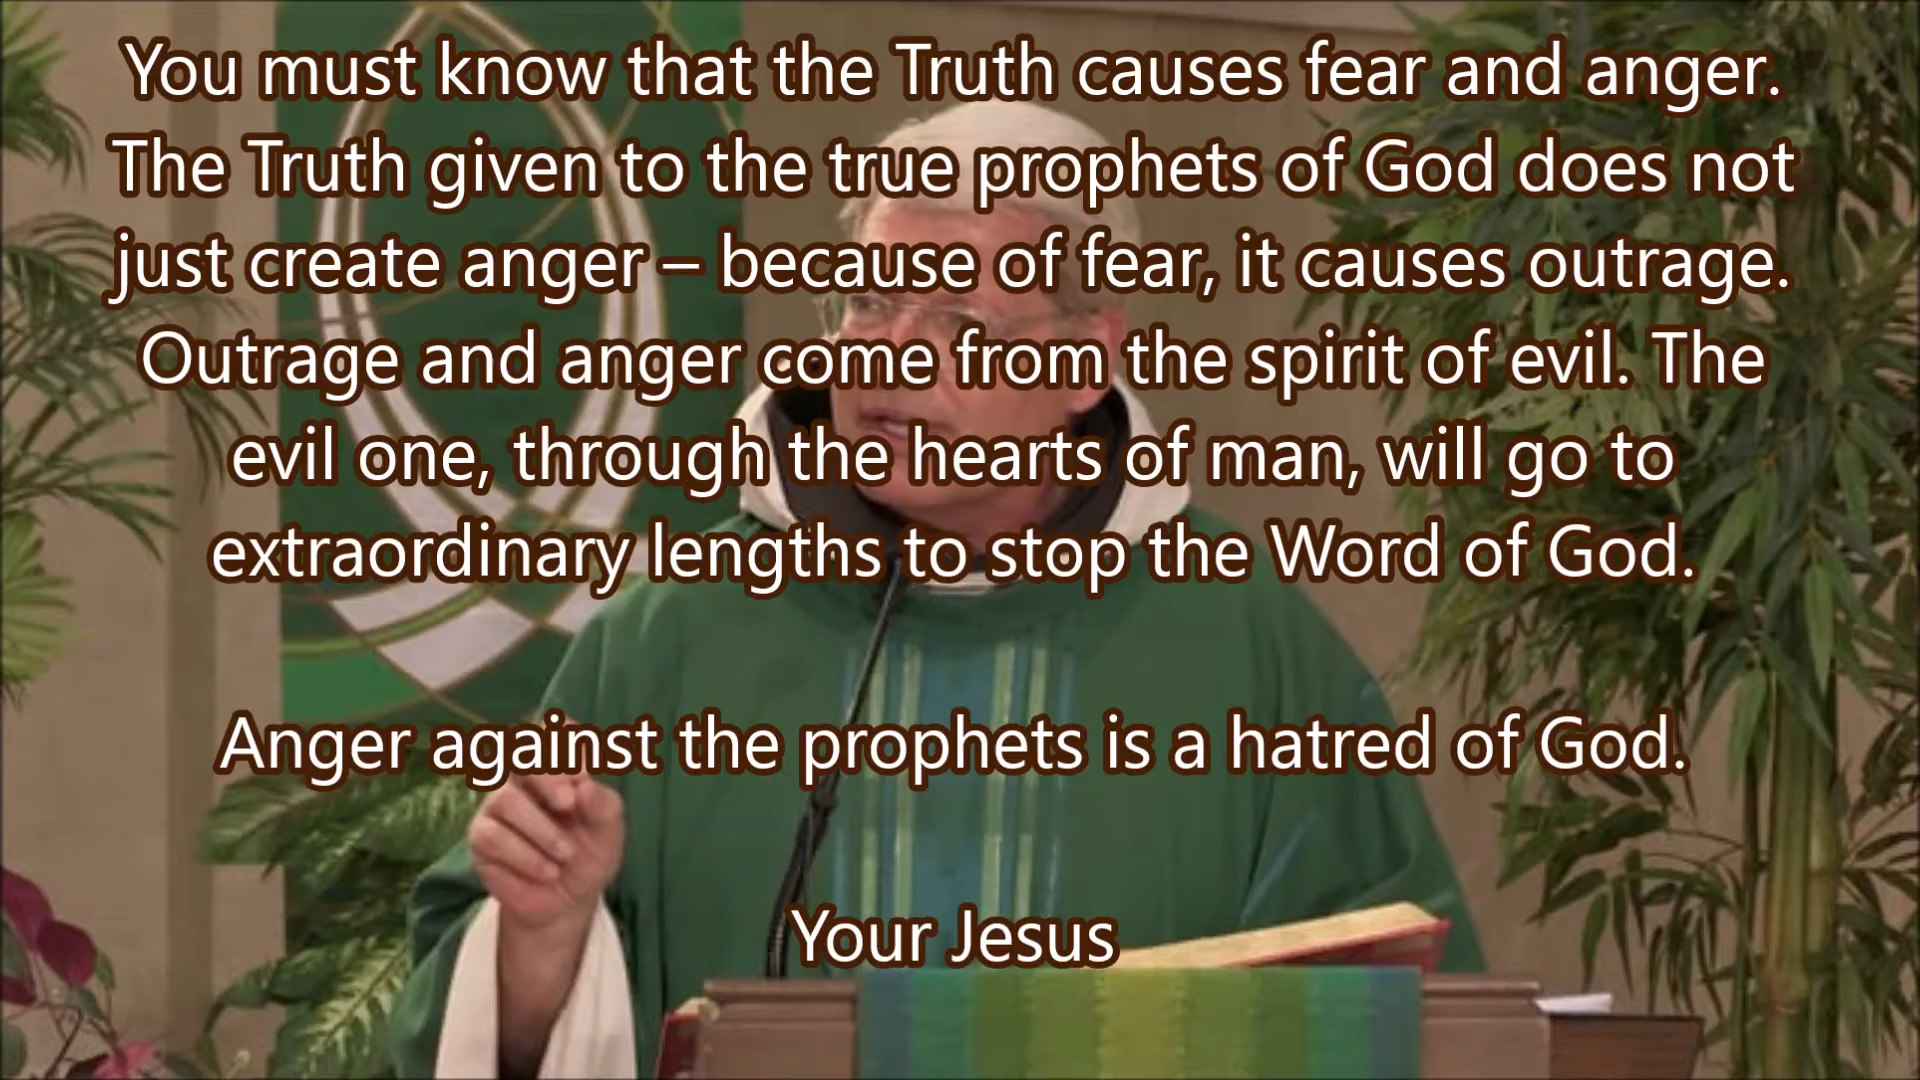 You must know that the Truth causes fear and anger.
The Truth given to the true prophets of God does not
just create anger – because of fear, it causes outrage.
Outrage and anger come from the spirit of evil. The
evil one, through the hearts of man, will go to
extraordinary lengths to stop the Word of God.
Anger against the prophets is a hatred of God.
Your Jesus